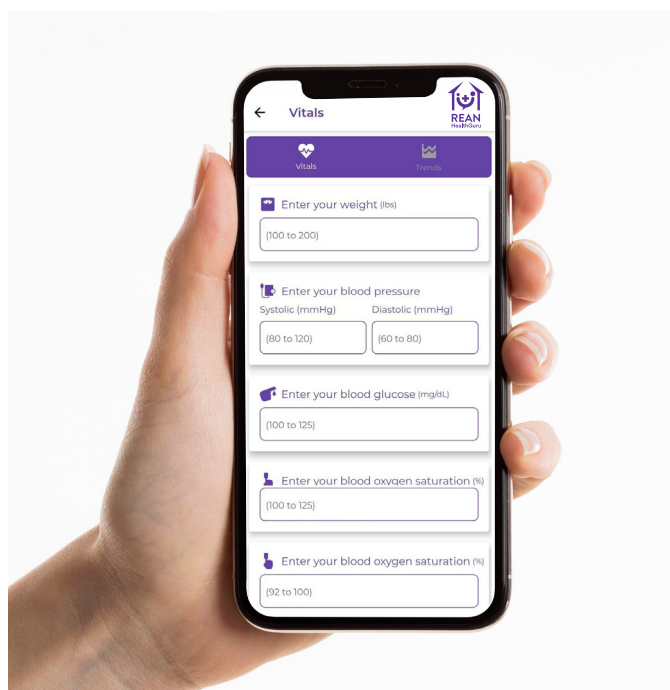 Vitals
REAN
HealthGuru
Vitals
Trends
Enter your weight (lbs)
(100 to 200)
Enter your blood pressure
Systolic (mmHg)
Diastolic (mmHg)
(80 to 120)
(60 to 80)
Enter your blood glucose (mg/dL)
(100 to 125)
Enter your blood oxygen saturation (%)
(100 to 125)
Enter your blood oxygen saturation (%)
(92 to 100)